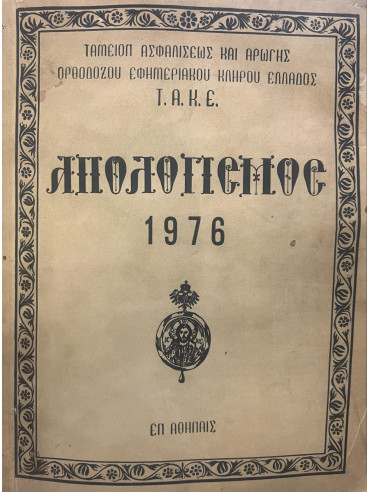 ΤΑΜΕΙΟΝ ΑΣΦΑΛΙΣΕΩΣ ΚΑΙ ΑΡΩΓΗΣ
ΟΡΘΟΔΟΞΟΥ ΕΦΗΜΕΡΙΑΚΟΥ ΚΛΗΡΟΥ ΕΛΛΑΔΟΣ
Τ. Α. Κ. Ε.
ΑΠΟΛΟΓΙΣΜΟΣ
1976
ΕΝ ΑΘΗΝΑΙΣ